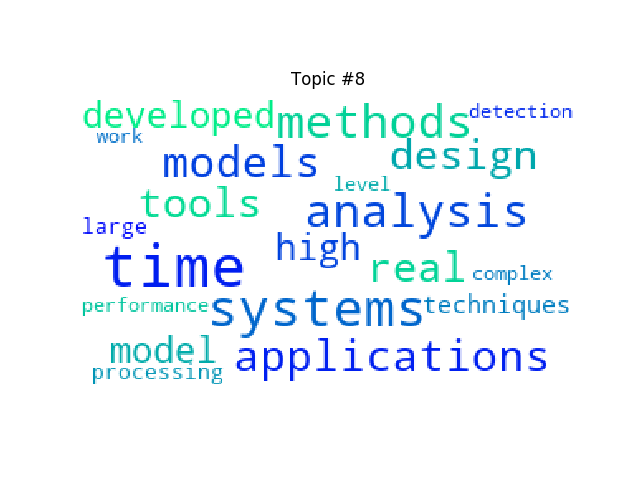 Topic #8
developed methods detection
work
models design
level
tools analysis
large
time high real complex
performance systems techniques
model applications
processing